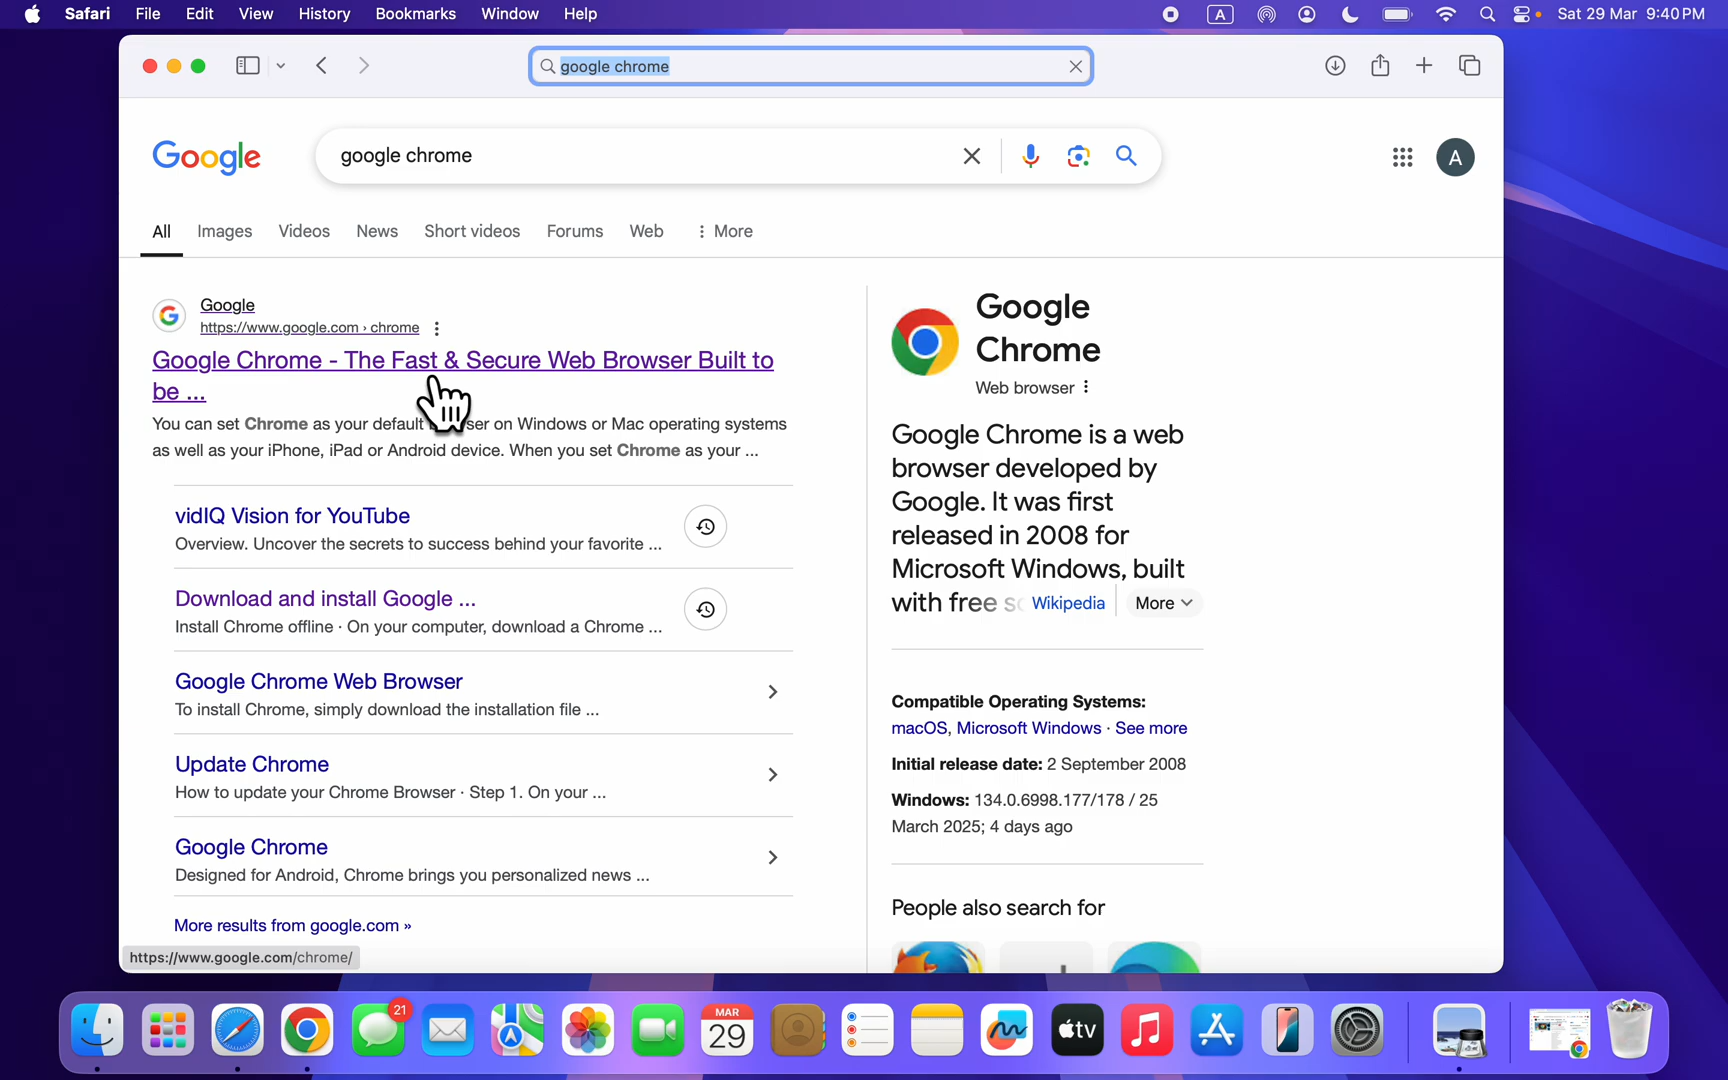 Safari File Edit View History Bookmarks Window Help A Sat 29 Mar 9:40 PM
google chrome
Google google chrome A
All Images Videos News Short videos Forums Web More
Google
https://www.google.com › chrome
Google Chrome - The Fast & Secure Web Browser Built to
be ...
You can set Chrome as your default on Windows or Mac operating systems
as well as your iPhone, iPad or Android device. When you set Chrome as your ...
vidIQ Vision for YouTube
Overview. Uncover the secrets to success behind your favorite ...
Download and install Google ...
Install Chrome offline · On your computer, download a Chrome ...
Google Chrome Web Browser
To install Chrome, simply download the installation file ...
Update Chrome
How to update your Chrome Browser · Step 1. On your ...
Google Chrome
Designed for Android, Chrome brings you personalized news ...
More results from google.com »
https://www.google.com/chrome/
Google
Chrome
Web browser
Google Chrome is a web
browser developed by
Google. It was first
released in 2008 for
Microsoft Windows, built
with free Wikipedia More
Compatible Operating Systems:
macOS, Microsoft Windows · See more
Initial release date: 2 September 2008
Windows: 134.0.6998.177/178 / 25
March 2025; 4 days ago
People also search for
21
MAR
29
tv